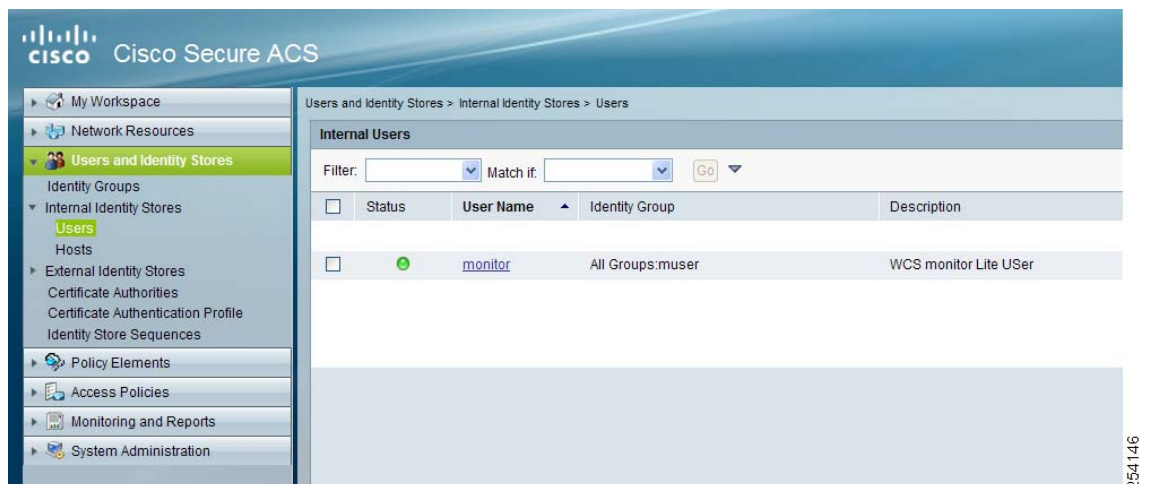 cisco Cisco Secure ACS
My Workspace
Network Resources
Users and Identity Stores
Identity Groups
Internal Identity Stores
Users
Hosts
External Identity Stores
Certificate Authorities
Certificate Authentication Profile
Identity Store Sequences
Policy Elements
Access Policies
Monitoring and Reports
System Administration
Users and Identity Stores > Internal Identity Stores > Users
Internal Users
Filter: Match if: Go
Status User Name Identity Group Description
monitor All Groups:muser WCS monitor Lite USer
254146